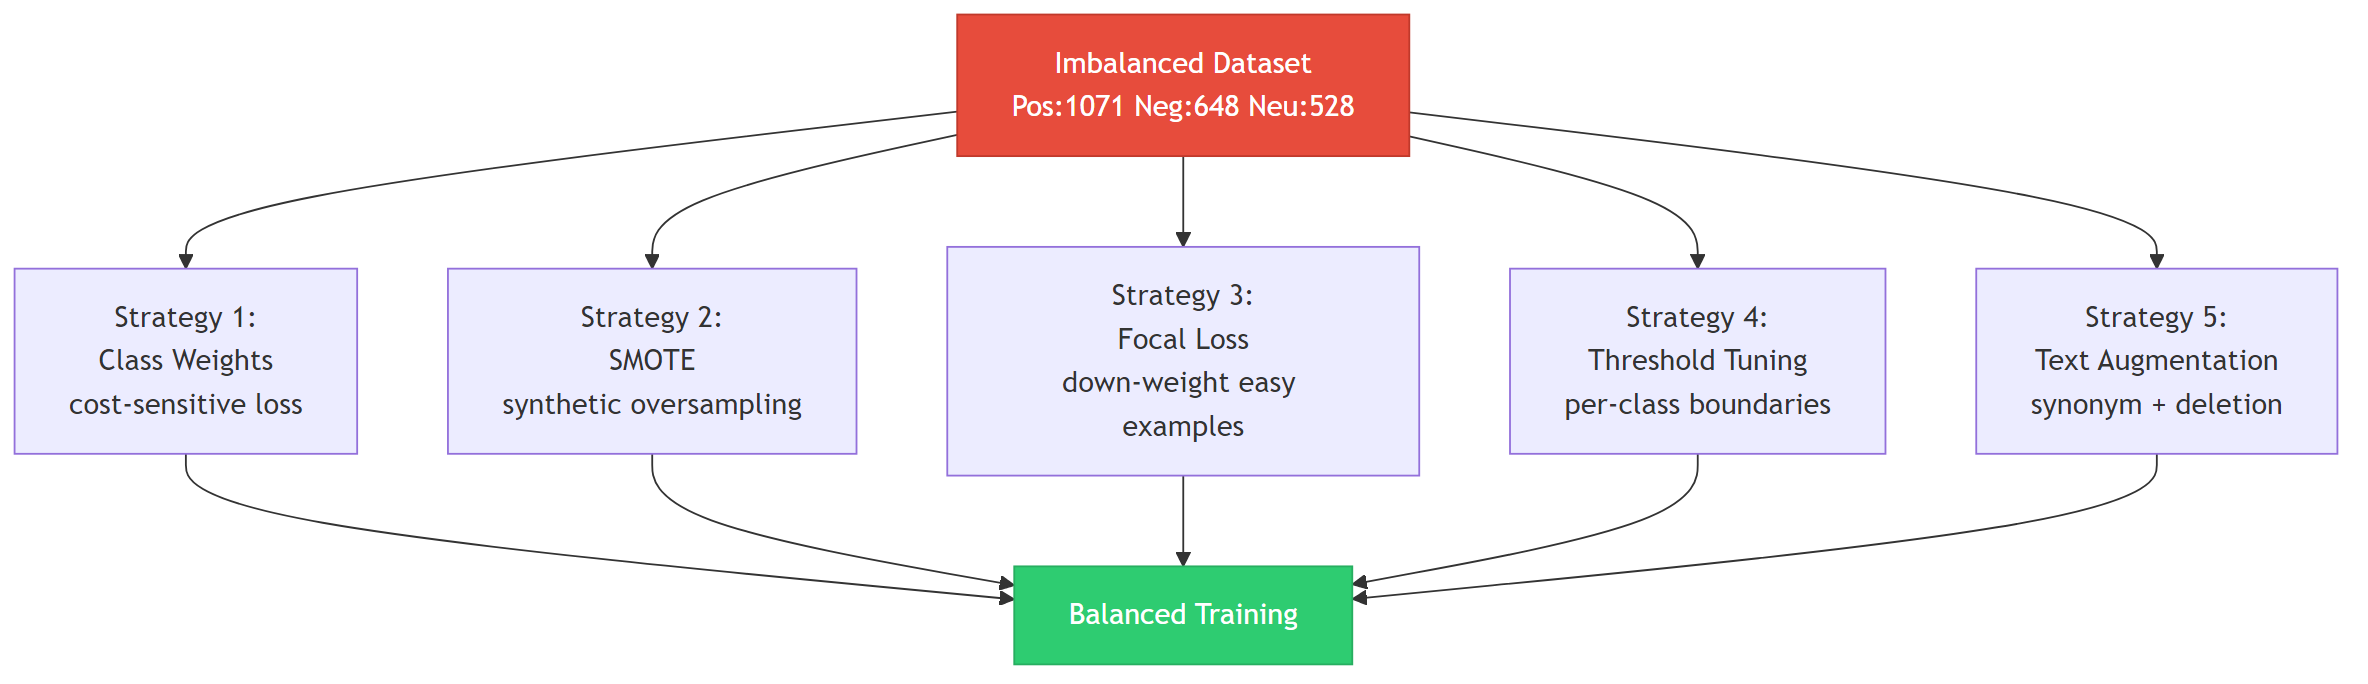 Imbalanced Dataset
Pos:1071 Neg:648 Neu:528
Strategy 1:
Class Weights
cost-sensitive loss
Strategy 2:
SMOTE
synthetic oversampling
Strategy 3:
Focal Loss
down-weight easy
examples
Strategy 4:
Threshold Tuning
per-class boundaries
Strategy 5:
Text Augmentation
synonym + deletion
Balanced Training